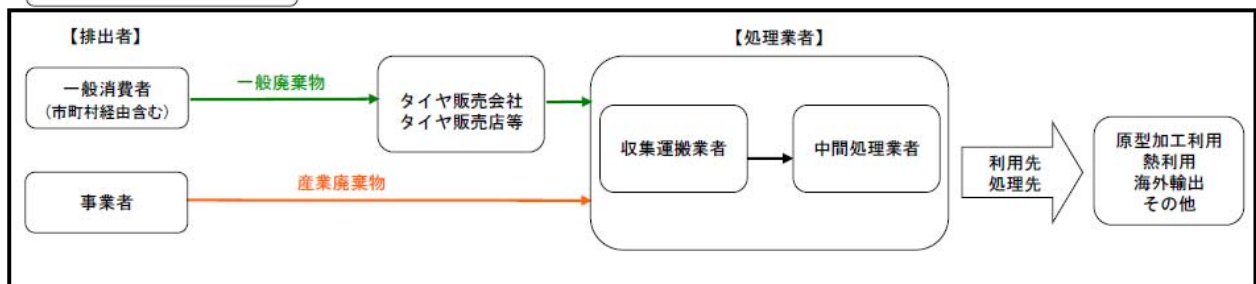 【排出者】
【処理業者】
一般消費者
(市町村経由含む)
一般廃棄物
タイヤ販売会社
タイヤ販売店等
収集運搬業者
中間処理業者
利用先
処理先
原型加工利用
熱利用
海外輸出
その他
事業者
産業廃棄物